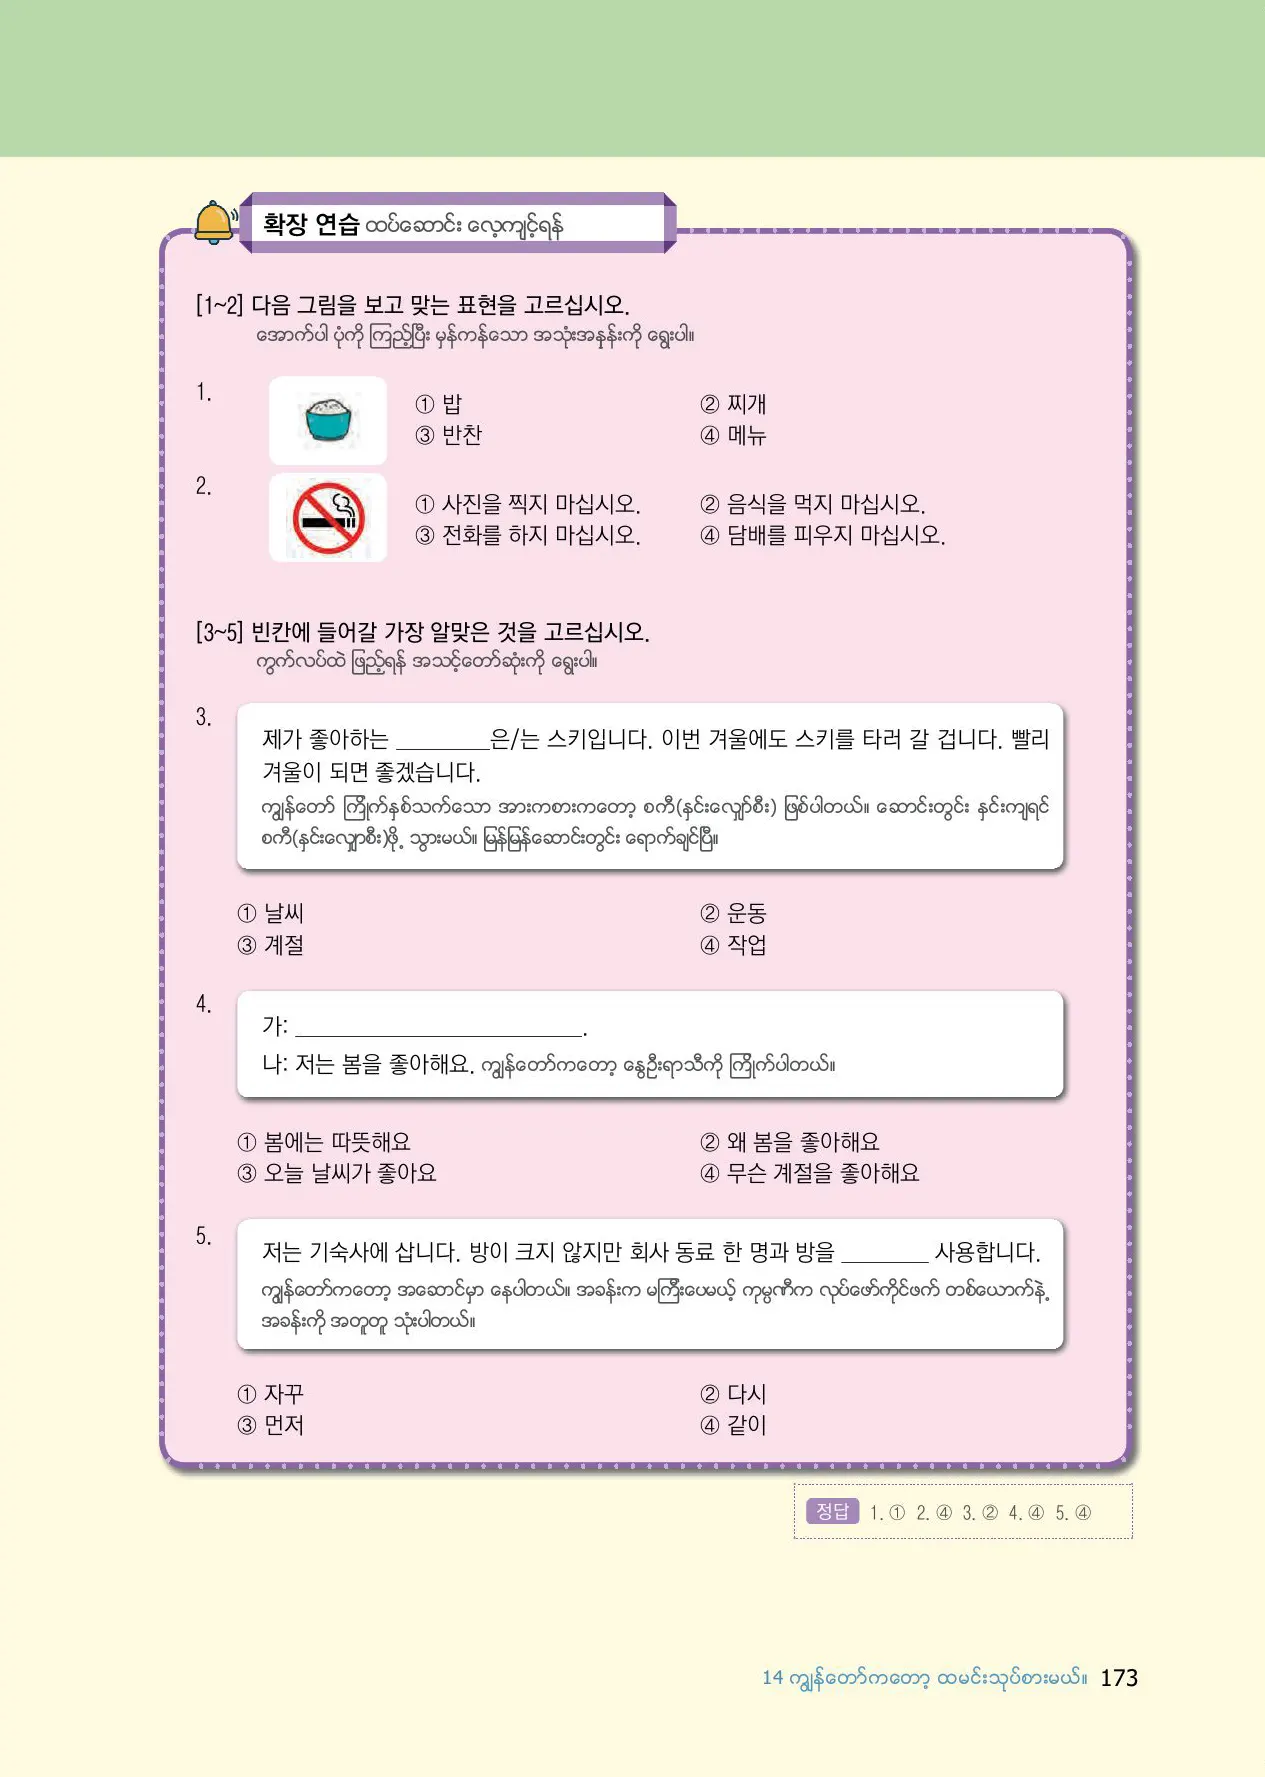 확장 연습 ထပ်ဆောင်း လေ့ကျင့်ရန်
[1~2] 다음 그림을 보고 맞는 표현을 고르십시오.
အောက်ပါ ပုံကို ကြည့်ပြီး မှန်ကန်သော အသုံးအနှုန်းကို ရွေးပါ။
1.
① 밥 ② 찌개
③ 반찬 ④ 메뉴
2.
① 사진을 찍지 마십시오. ② 음식을 먹지 마십시오.
③ 전화를 하지 마십시오. ④ 담배를 피우지 마십시오.
[3~5] 빈칸에 들어갈 가장 알맞은 것을 고르십시오.
ကွက်လပ်ထဲ ဖြည့်ရန် အသင့်တော်ဆုံးကို ရွေးပါ။
3.
제가 좋아하는 ________은/는 스키입니다. 이번 겨울에도 스키를 타러 갈 겁니다. 빨리
겨울이 되면 좋겠습니다.
ကျွန်တော် ကြိုက်နှစ်သက်သော အားကစားကတော့ စကီ(နှင်းလျှော်စီး) ဖြစ်ပါတယ်။ ဆောင်းတွင်း နှင်းကျရင်
စကီ(နှင်းလျှောစီး)ဖို့ သွားမယ်။ မြန်မြန်ဆောင်းတွင်း ရောက်ချင်ပြီ။
① 날씨 ② 운동
③ 계절 ④ 작업
4.
가: ________________________.
나: 저는 봄을 좋아해요. ကျွန်တော်ကတော့ နွေဦးရာသီကို ကြိုက်ပါတယ်။
① 봄에는 따뜻해요 ② 왜 봄을 좋아해요
③ 오늘 날씨가 좋아요 ④ 무슨 계절을 좋아해요
5.
저는 기숙사에 삽니다. 방이 크지 않지만 회사 동료 한 명과 방을 ________ 사용합니다.
ကျွန်တော်ကတော့ အဆောင်မှာ နေပါတယ်။ အခန်းက မကြီးပေမယ့် ကုမ္ပဏီက လုပ်ဖော်ကိုင်ဖက် တစ်ယောက်နဲ့
အခန်းကို အတူတူ သုံးပါတယ်။
① 자꾸 ② 다시
③ 먼저 ④ 같이
정답 1. ① 2. ④ 3. ② 4. ④ 5. ④
14 ကျွန်တော်ကတော့ ထမင်းသုပ်စားမယ်။ 173